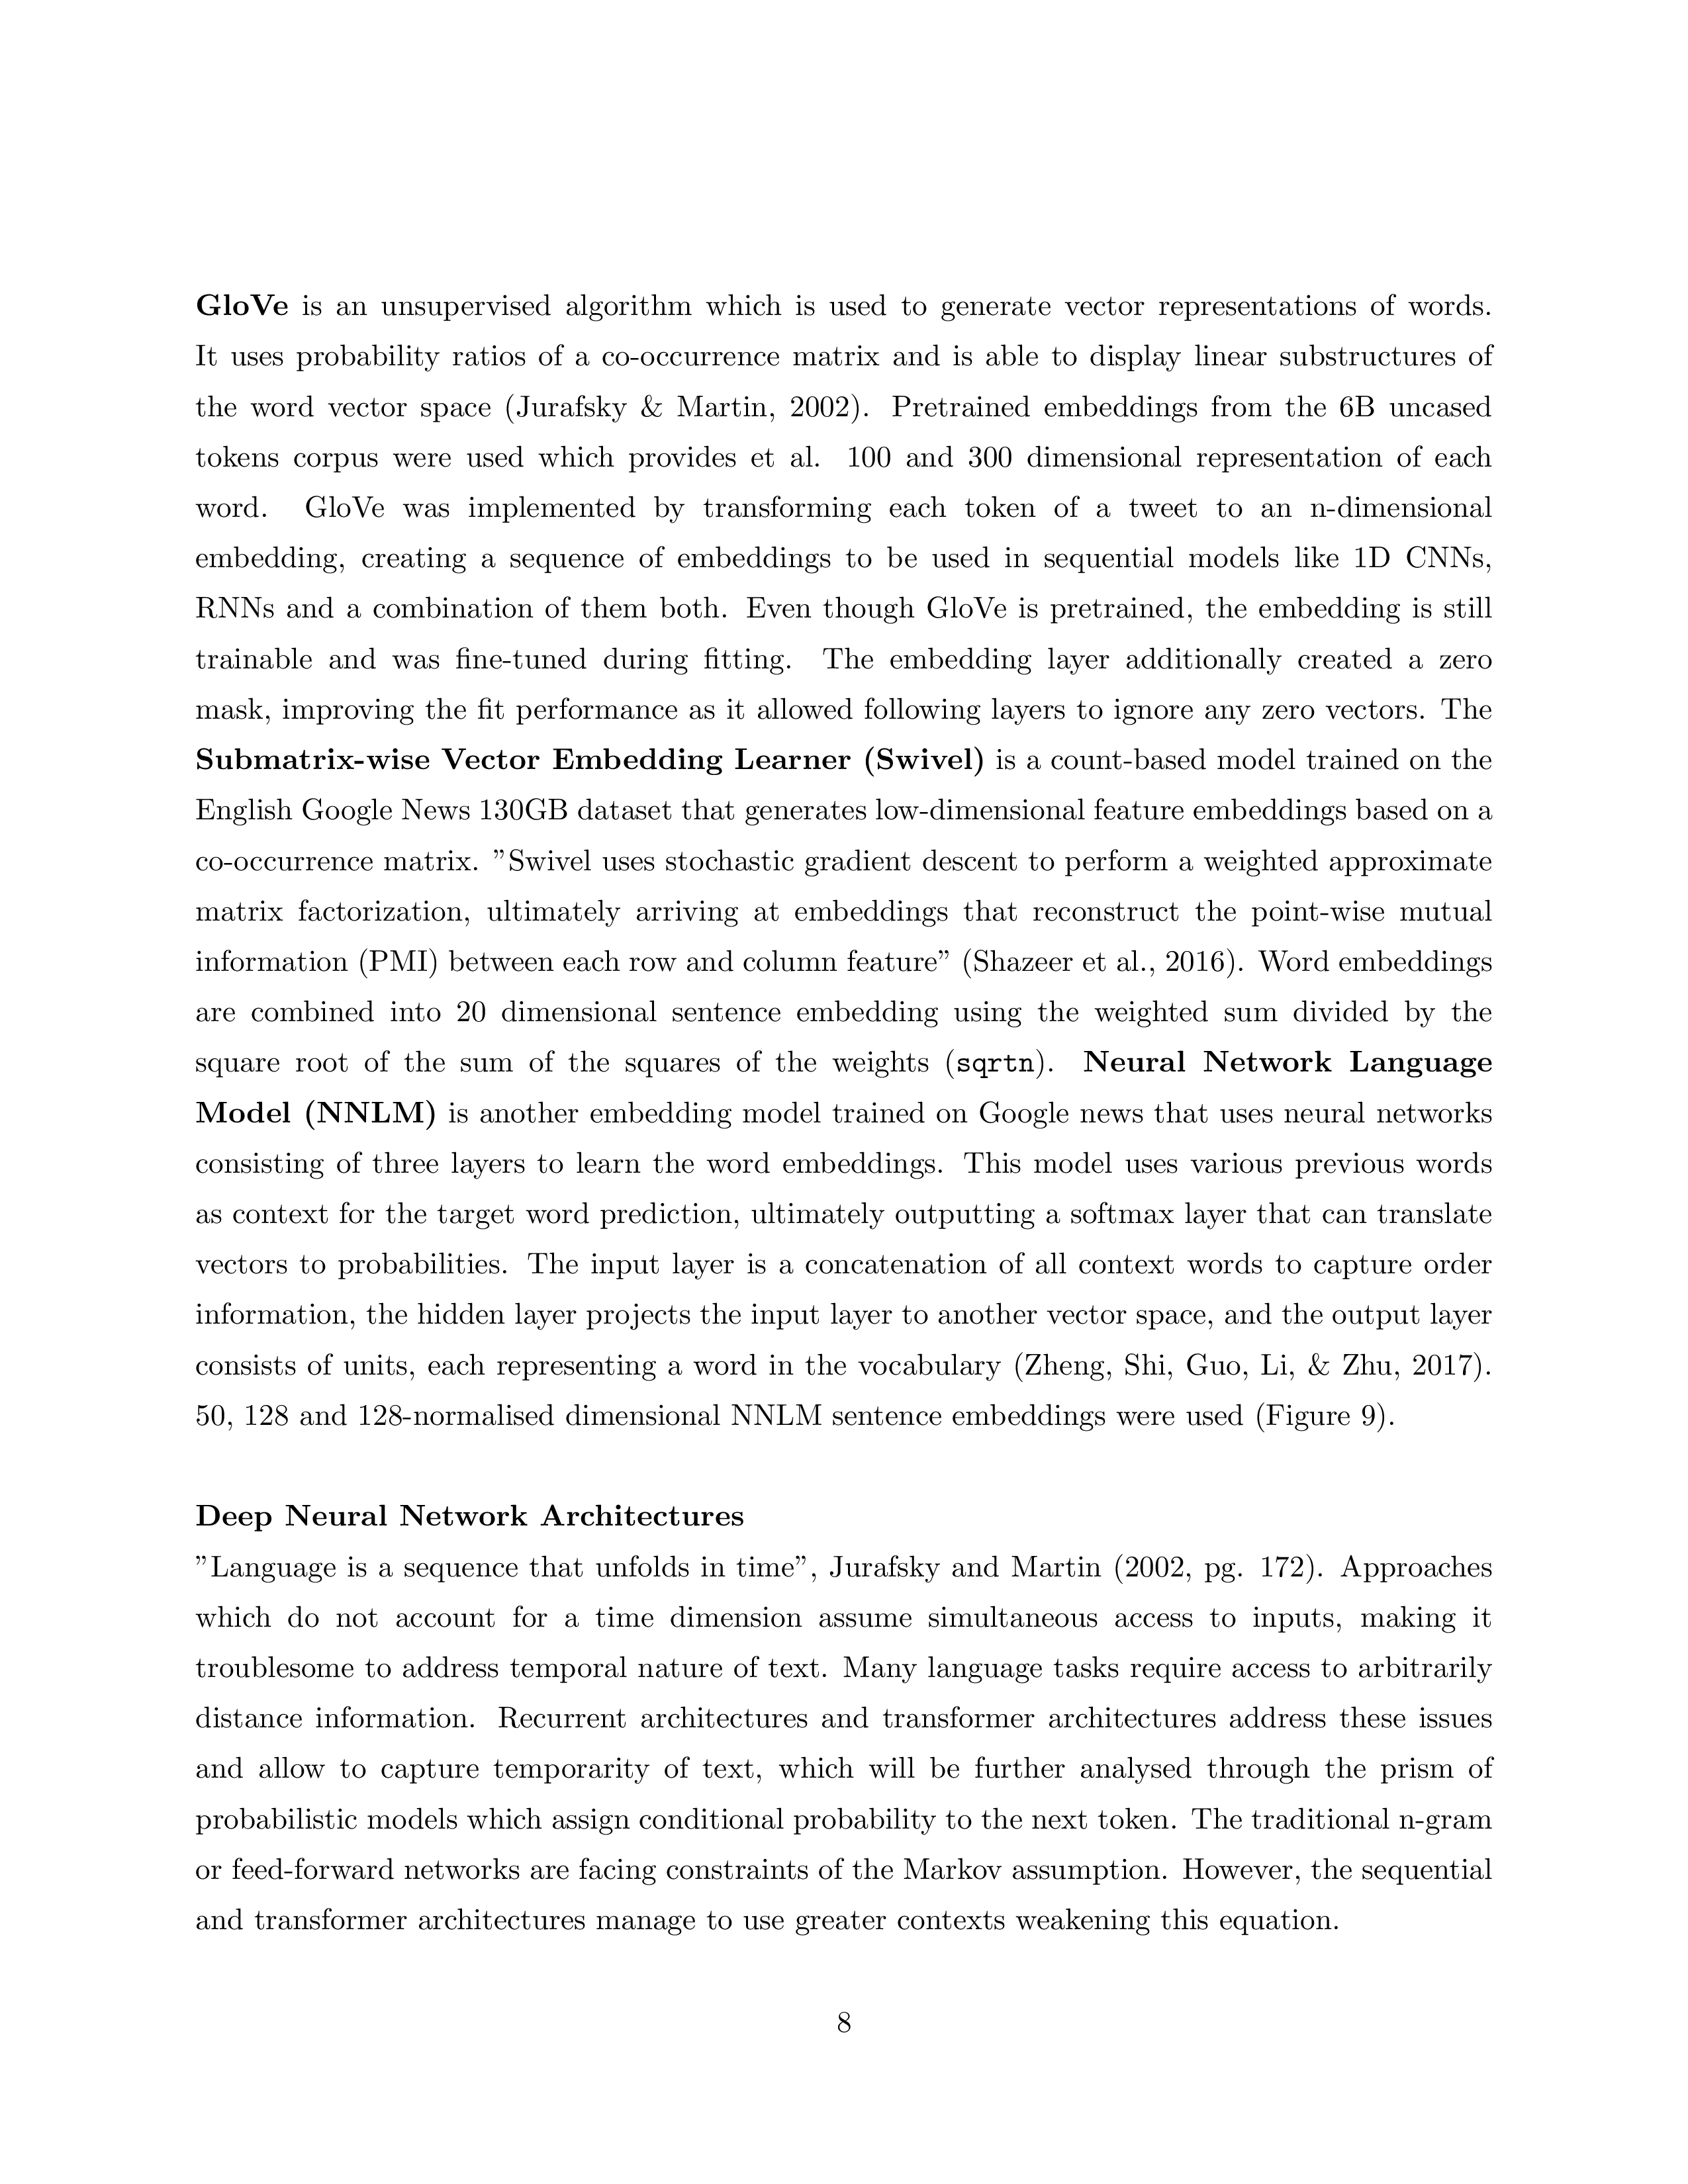 GloVe is an unsupervised algorithm which is used to generate vector representations of words.
It uses probability ratios of a co-occurrence matrix and is able to display linear substructures of
the word vector space (Jurafsky & Martin, 2002). Pretrained embeddings from the 6B uncased
tokens corpus were used which provides et al. 100 and 300 dimensional representation of each
word. GloVe was implemented by transforming each token of a tweet to an n-dimensional
embedding, creating a sequence of embeddings to be used in sequential models like 1D CNNs,
RNNs and a combination of them both. Even though GloVe is pretrained, the embedding is still
trainable and was fine-tuned during fitting. The embedding layer additionally created a zero
mask, improving the fit performance as it allowed following layers to ignore any zero vectors. The
Submatrix-wise Vector Embedding Learner (Swivel) is a count-based model trained on the
English Google News 130GB dataset that generates low-dimensional feature embeddings based on a
co-occurrence matrix. ”Swivel uses stochastic gradient descent to perform a weighted approximate
matrix factorization, ultimately arriving at embeddings that reconstruct the point-wise mutual
information (PMI) between each row and column feature” (Shazeer et al., 2016). Word embeddings
are combined into 20 dimensional sentence embedding using the weighted sum divided by the
square root of the sum of the squares of the weights (sqrtn). Neural Network Language
Model (NNLM) is another embedding model trained on Google news that uses neural networks
consisting of three layers to learn the word embeddings. This model uses various previous words
as context for the target word prediction, ultimately outputting a softmax layer that can translate
vectors to probabilities. The input layer is a concatenation of all context words to capture order
information, the hidden layer projects the input layer to another vector space, and the output layer
consists of units, each representing a word in the vocabulary (Zheng, Shi, Guo, Li, & Zhu, 2017).
50, 128 and 128-normalised dimensional NNLM sentence embeddings were used (Figure 9).
Deep Neural Network Architectures
”Language is a sequence that unfolds in time”, Jurafsky and Martin (2002, pg. 172). Approaches
which do not account for a time dimension assume simultaneous access to inputs, making it
troublesome to address temporal nature of text. Many language tasks require access to arbitrarily
distance information. Recurrent architectures and transformer architectures address these issues
and allow to capture temporarity of text, which will be further analysed through the prism of
probabilistic models which assign conditional probability to the next token. The traditional n-gram
or feed-forward networks are facing constraints of the Markov assumption. However, the sequential
and transformer architectures manage to use greater contexts weakening this equation.
8